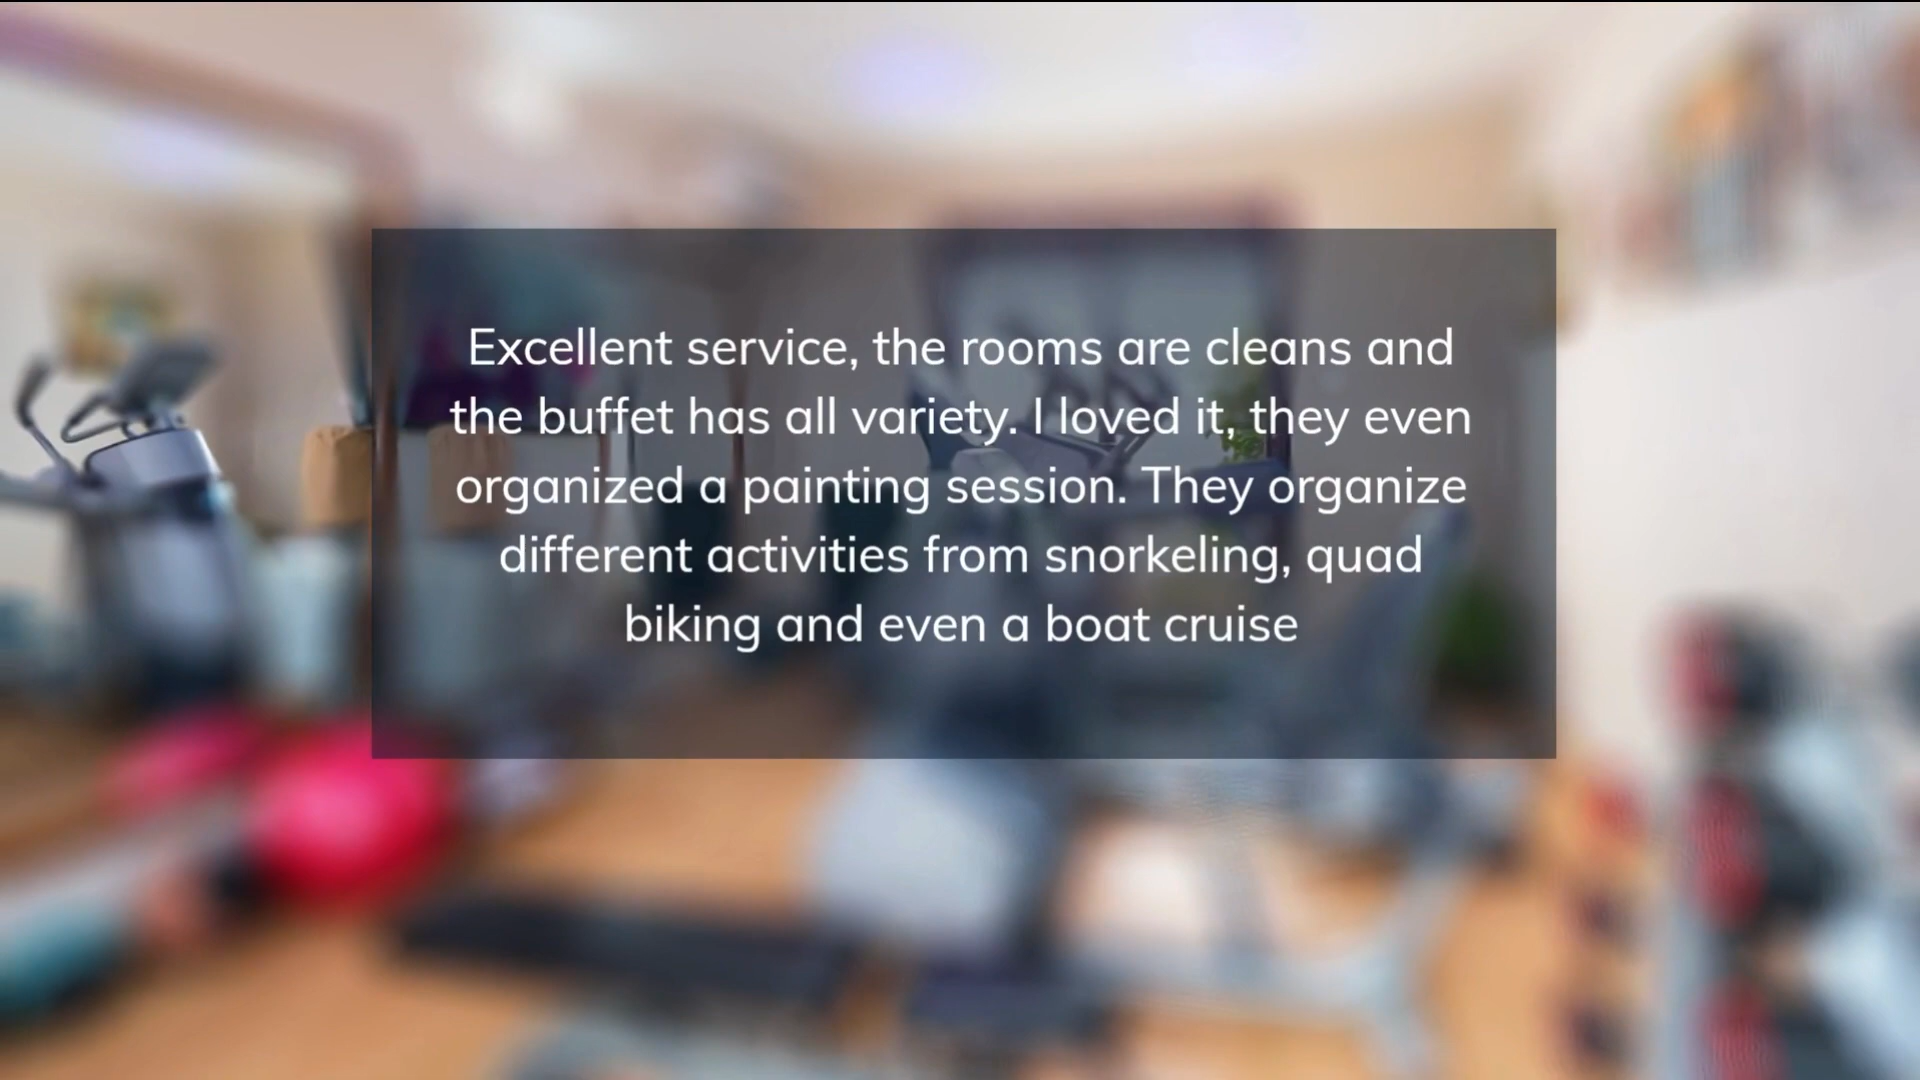 Excellent service, the rooms are cleans and
the buffet has all variety. I loved it, they even
organized a painting session. They organize
different activities from snorkeling, quad
biking and even a boat cruise